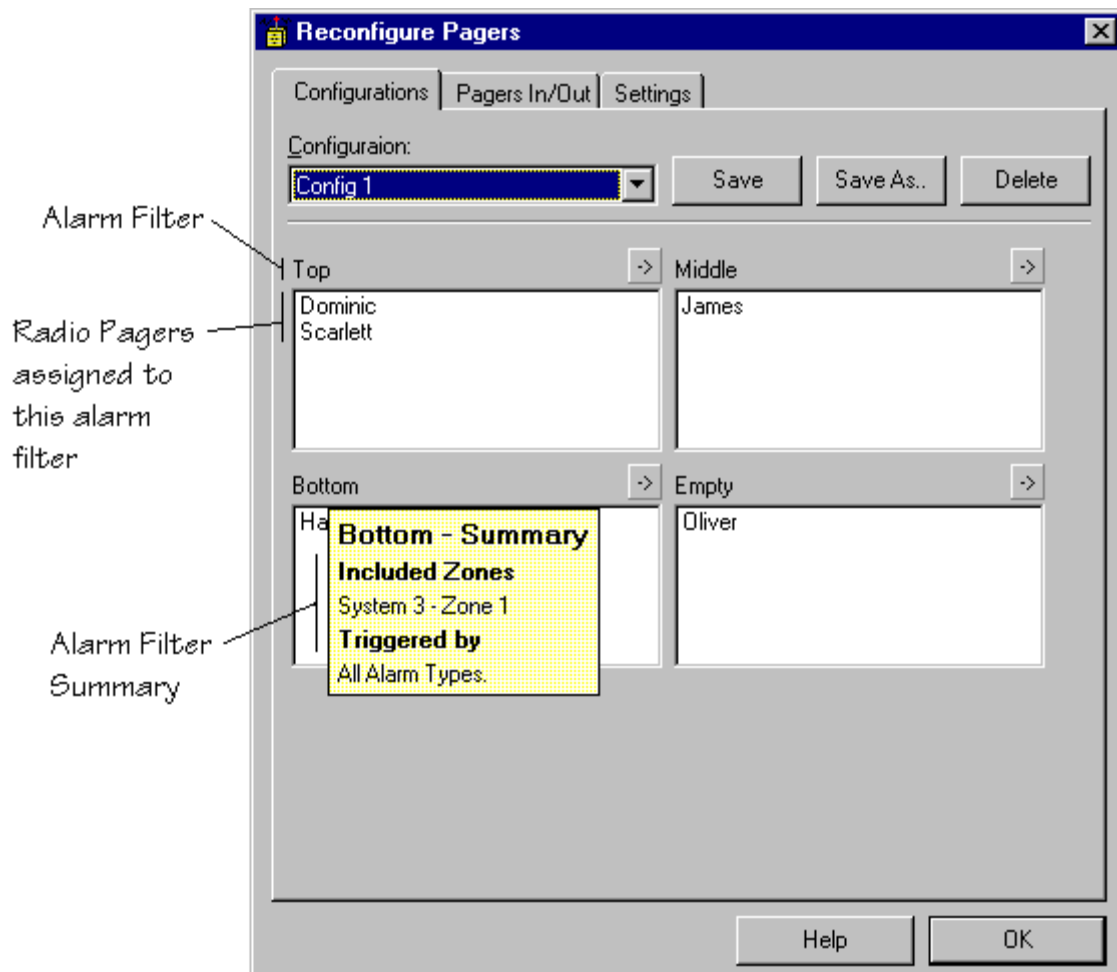 Reconfigure Pagers
Configurations Pagers In/Out Settings
Configuraion:
Config 1
Save Save As.. Delete
Alarm Filter
Top -> Middle ->
Radio Pagers
assigned to
this alarm
filter
Dominic
Scarlett
James
Bottom -> Empty ->
Oliver
Bottom - Summary
Included Zones
System 3 - Zone 1
Triggered by
All Alarm Types.
Alarm Filter
Summary
Help OK